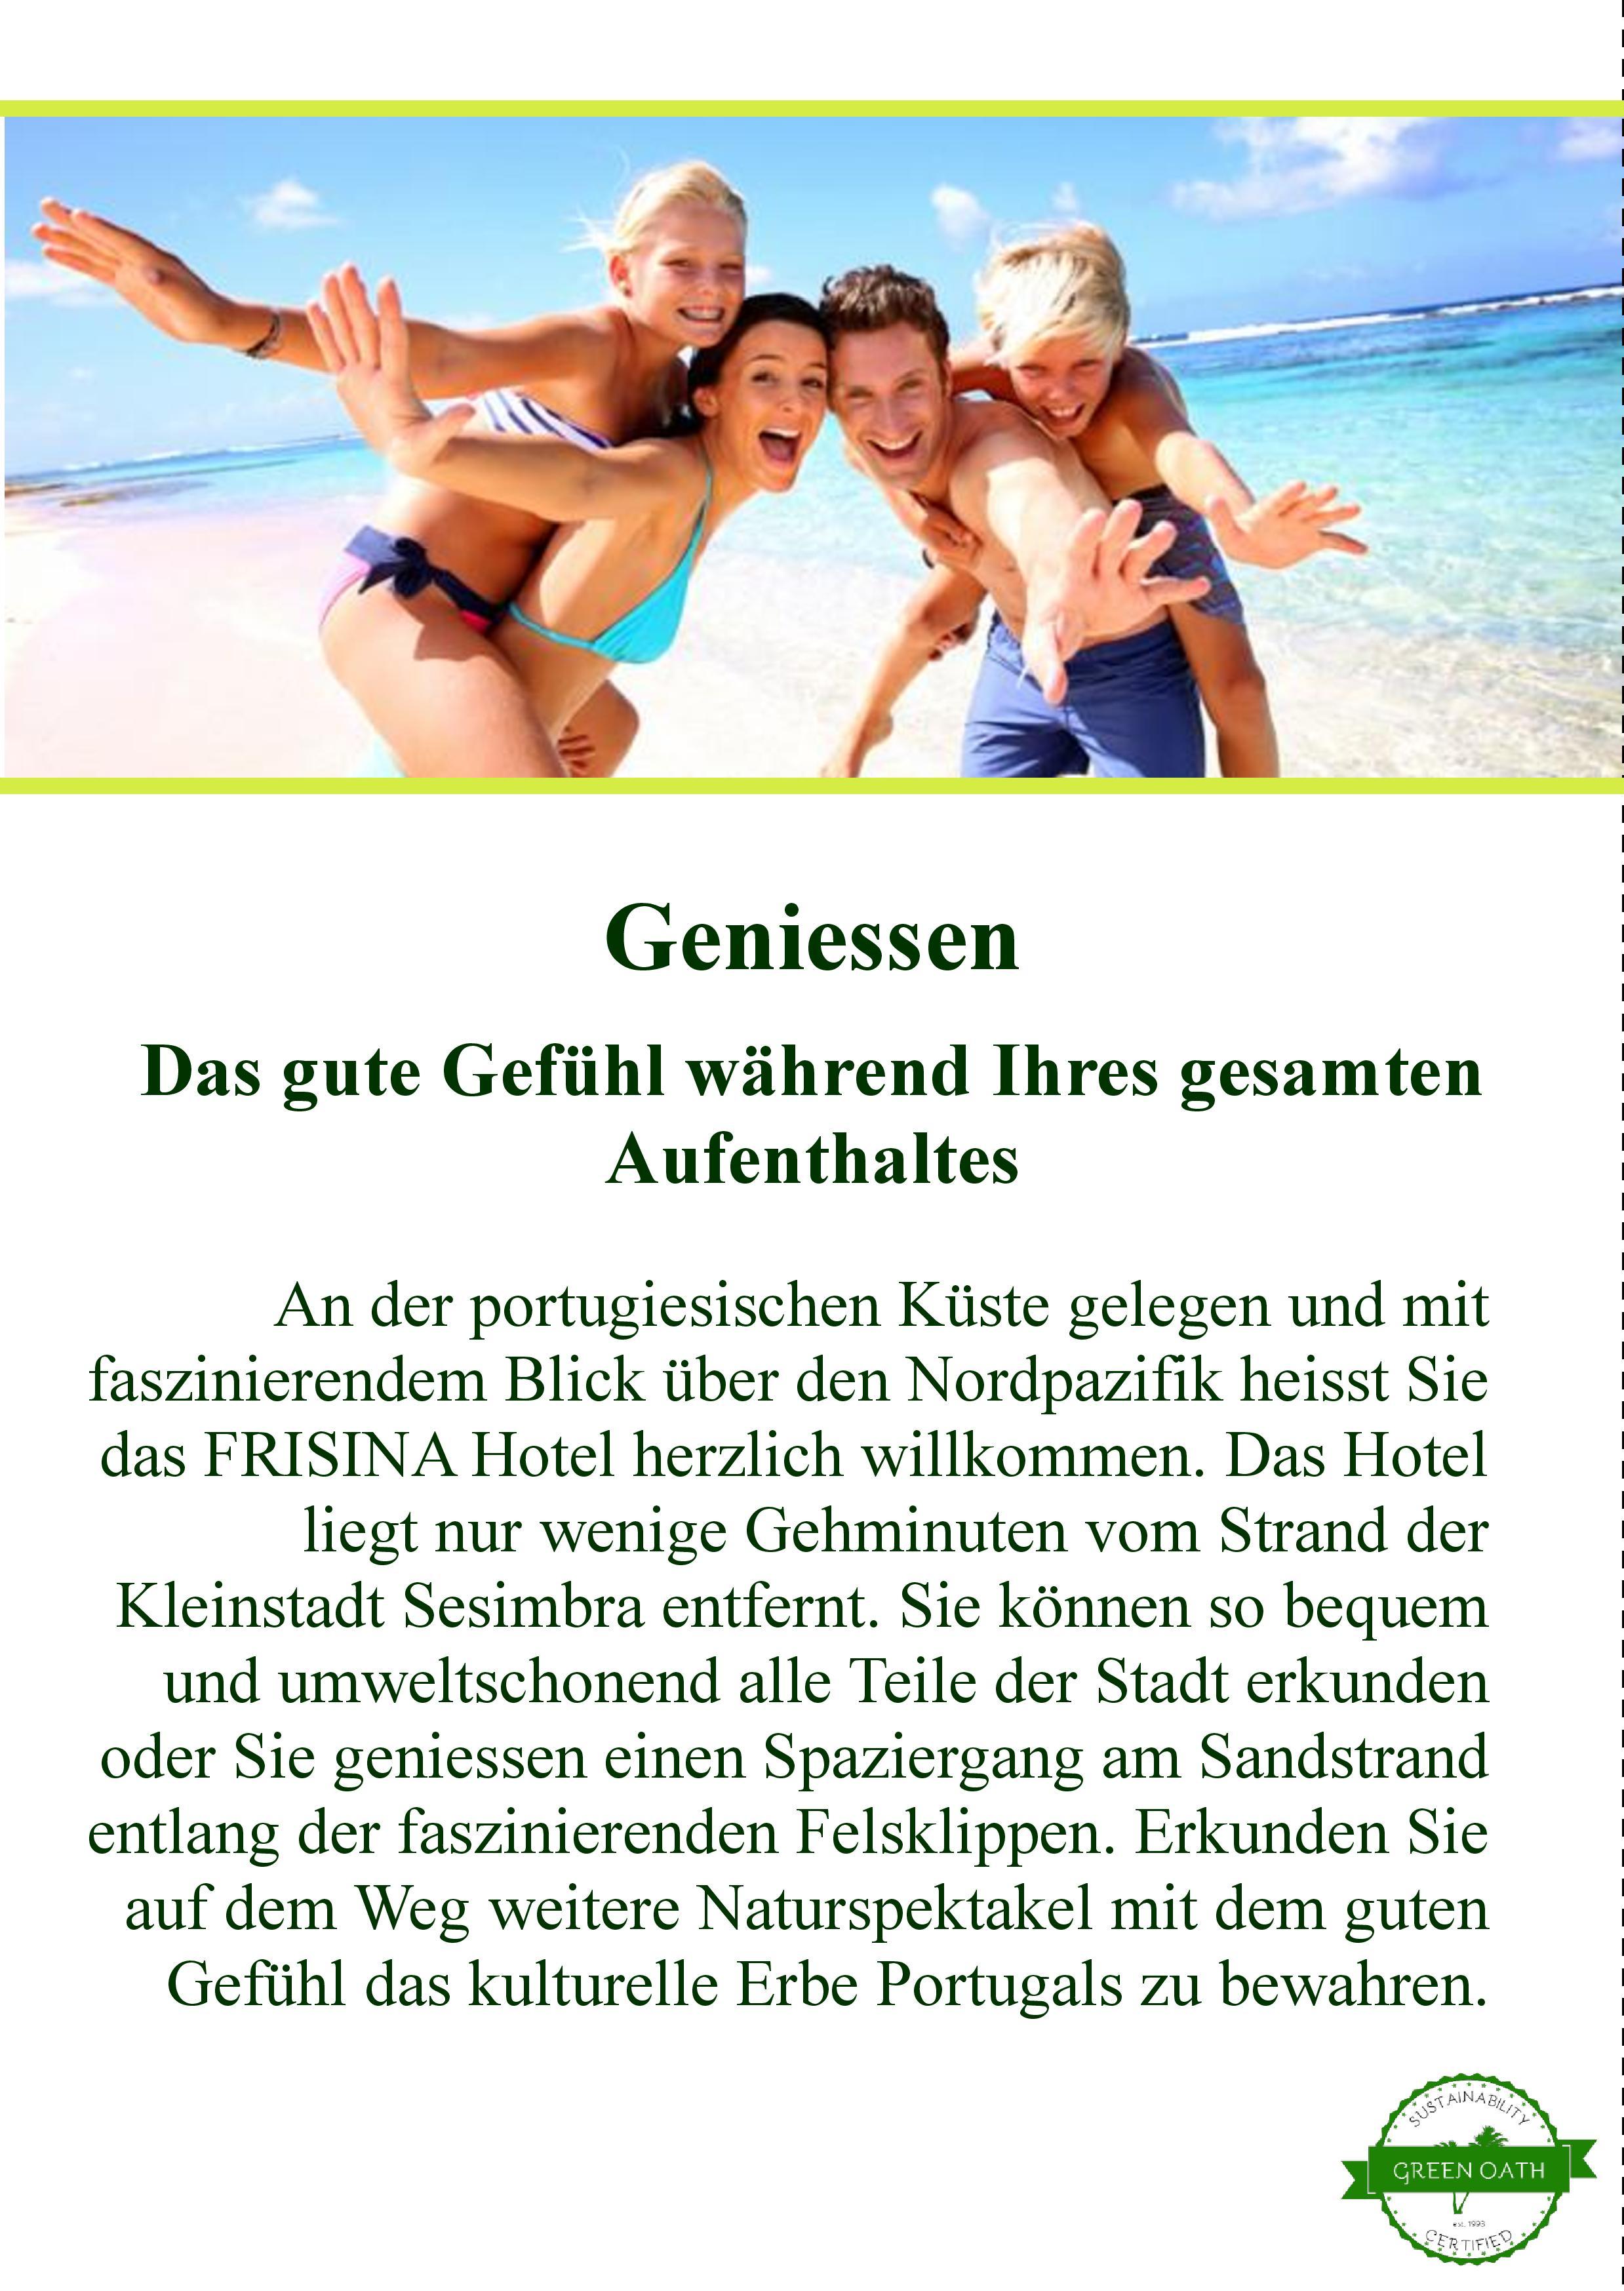 Geniessen
Das gute Gefühl während Ihres gesamten
Aufenthaltes
An der portugiesischen Küste gelegen und mit
faszinierendem Blick über den Nordpazifik heisst Sie
das FRISINA Hotel herzlich willkommen. Das Hotel
liegt nur wenige Gehminuten vom Strand der
Kleinstadt Sesimbra entfernt. Sie können so bequem
und umweltschonend alle Teile der Stadt erkunden
oder Sie geniessen einen Spaziergang am Sandstrand
entlang der faszinierenden Felsklippen. Erkunden Sie
auf dem Weg weitere Naturspektakel mit dem guten
Gefühl das kulturelle Erbe Portugals zu bewahren.
SUSTAINABILITY
GREEN OATH
est. 1993
CERTIFIED